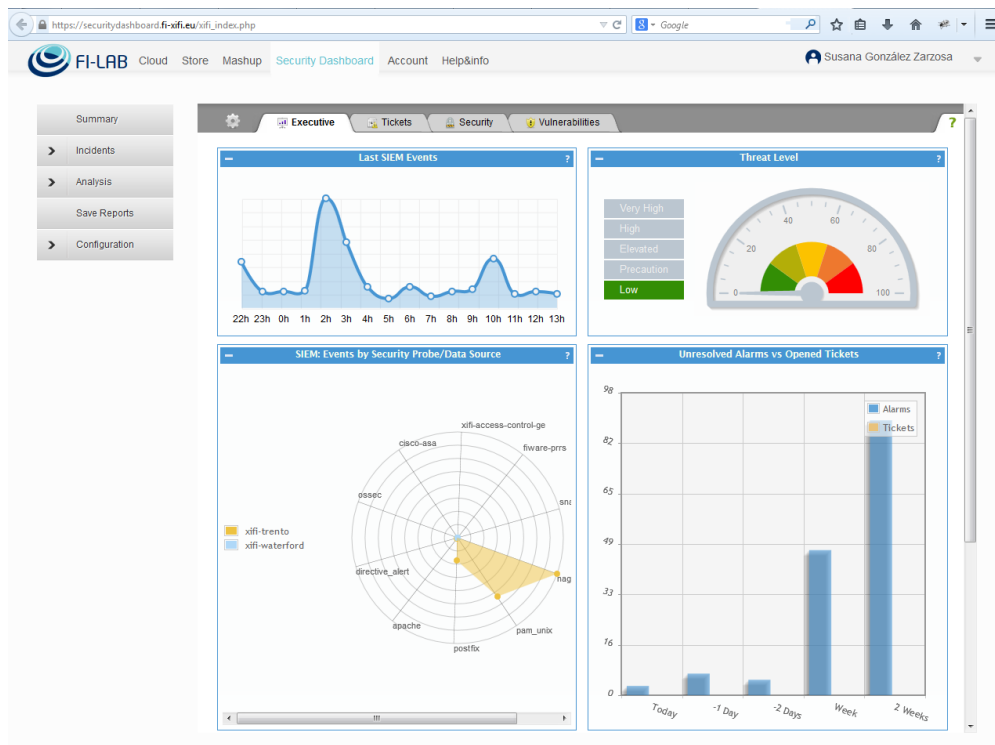 https://securitydashboard.fi-xifi.eu/xifi_index.php
Google
FI-LAB Cloud Store Mashup Security Dashboard Account Help&info
Susana González Zarzosa
Summary
Incidents
Analysis
Save Reports
Configuration
Executive Tickets Security Vulnerabilities ?
Last SIEM Events ?
22h 23h 0h 1h 2h 3h 4h 5h 6h 7h 8h 9h 10h 11h 12h 13h
Threat Level ?
Very High
High
Elevated
Precaution
Low
0 20 40 60 80 100
SIEM: Events by Security Probe/Data Source ?
xifi-trento
xifi-waterford
xifi-access-control-ge
fiware-prrs
sna
nag
pam_unix
postfix
apache
directive_alert
ossec
cisco-asa
Unresolved Alarms vs Opened Tickets ?
Alarms
Tickets
98
82
65
49
33
16
0
Today -1 Day -2 Days Week 2 Weeks